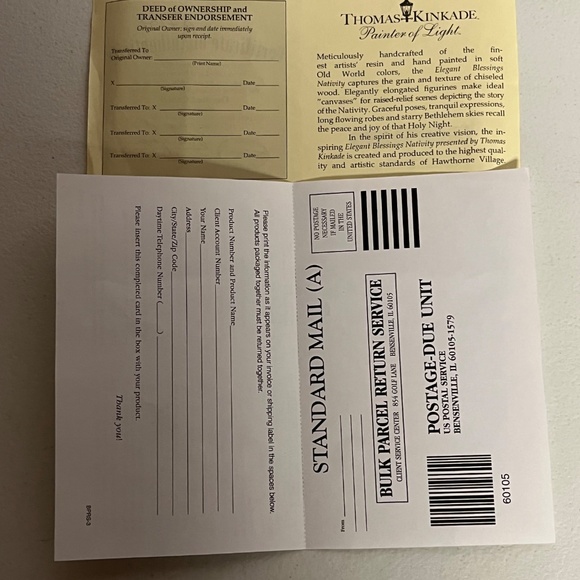 DEED of OWNERSHIP and
TRANSFER ENDORSEMENT
Original Owner: sign and date immediately
upon receipt.
Transferred To
Original Owner:
(Print Name)
X Date
(Signature)
Transferred To: X Date
(Signature)
Transferred To: X Date
(Signature)
Transferred To: X Date
(Signature)
THOMAS KINKADE
Painter of Light
Meticulously handcrafted of the fin-
est artists' resin and hand painted in soft
Old World colors, the Elegant Blessings
Nativity captures the grain and texture of chiseled
wood. Elegantly elongated figurines make ideal
"canvases" for raised-relief scenes depicting the story
of the Nativity. Graceful poses, tranquil expressions,
long flowing robes and starry Bethlehem skies recall
the peace and joy of that Holy Night.
In the spirit of his creative vision, the in-
spiring Elegant Blessings Nativity presented by Thomas
Kinkade is created and produced to the highest qual-
ity and artistic standards of Hawthorne Village
Please print the information as it appears on your invoice or shipping label in the spaces below.
All products packaged together must be returned together.
Product Number and Product Name
Client Account Number
Your Name
Address
City/State/Zip Code
Daytime Telephone Number ( )
Please insert this completed card in the box with your product.
Thank you!
BPRS-3
NO POSTAGE
NECESSARY
IF MAILED
IN THE
UNITED STATES
STANDARD MAIL (A)
From
BULK PARCEL RETURN SERVICE
CLIENT SERVICE CENTER 854 GOLF LANE BENSENVILLE, IL 60105
POSTAGE-DUE UNIT
US POSTAL SERVICE
BENSENVILLE, IL 60105-1579
60105